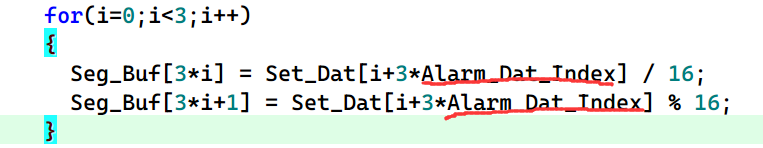 for(i=0;i<3;i++)
{
Seg_Buf[3*i] = Set_Dat[i+3*Alarm_Dat_Index] / 16;
Seg_Buf[3*i+1] = Set_Dat[i+3*Alarm_Dat_Index] % 16;
}